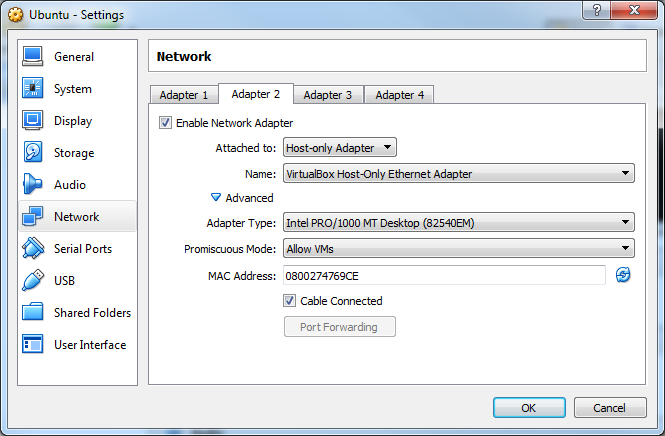 Ubuntu - Settings
General
System
Display
Storage
Audio
Network
Serial Ports
USB
Shared Folders
User Interface
Network
Adapter 1 Adapter 2 Adapter 3 Adapter 4
Enable Network Adapter
Attached to: Host-only Adapter
Name: VirtualBox Host-Only Ethernet Adapter
Advanced
Adapter Type: Intel PRO/1000 MT Desktop (82540EM)
Promiscuous Mode: Allow VMs
MAC Address: 0800274769CE
Cable Connected
Port Forwarding
OK Cancel